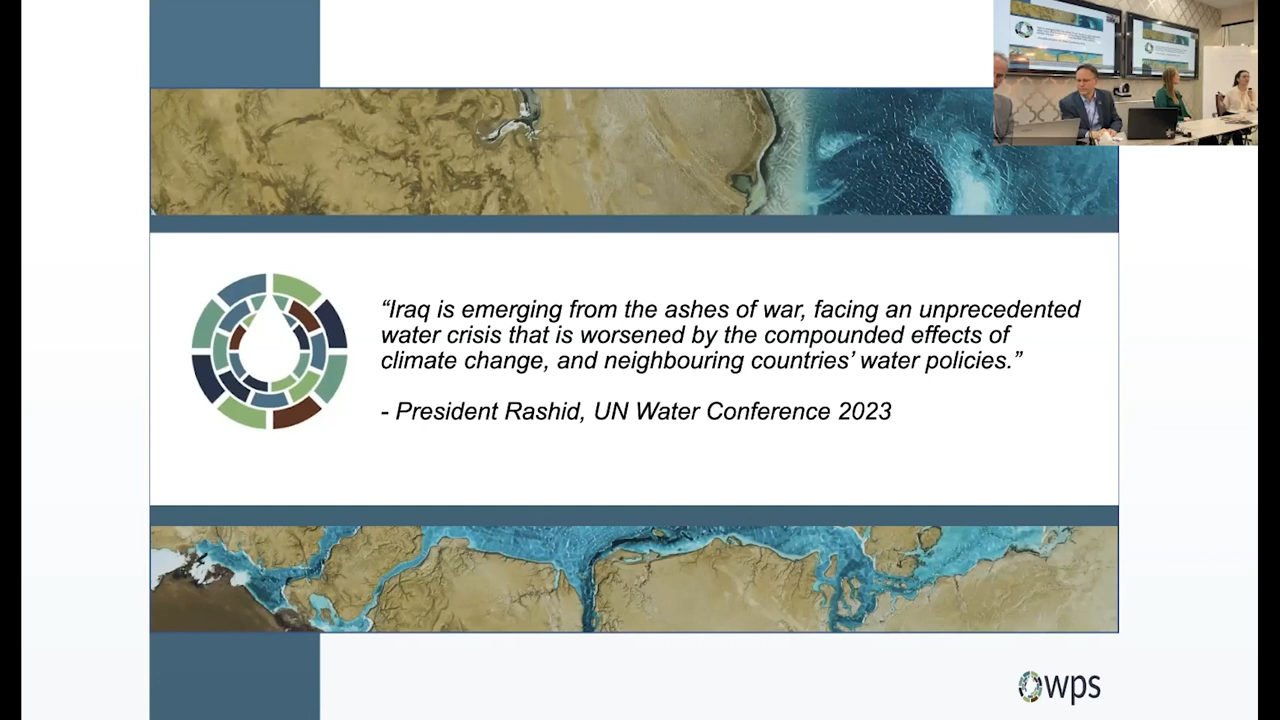 “Iraq is emerging from the ashes of war, facing an unprecedented
water crisis that is worsened by the compounded effects of
climate change, and neighbouring countries’ water policies.”
- President Rashid, UN Water Conference 2023
wps